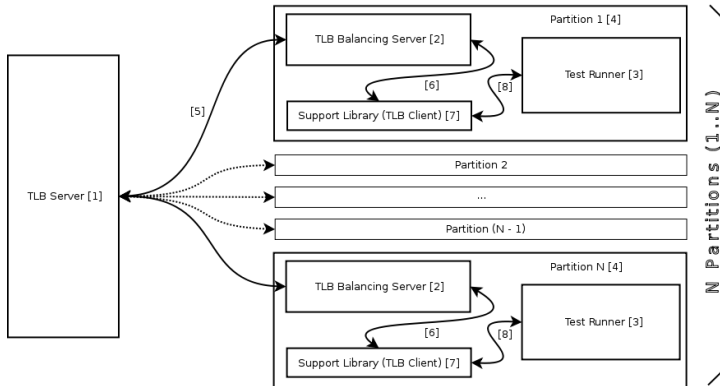 Partition 1 [4]
TLB Balancing Server [2]
Test Runner [3]
[6]
[8]
[5]
Support Library (TLB Client) [7]
Partition 2
TLB Server [1]
...
Partition (N - 1)
Partition N [4]
TLB Balancing Server [2]
Test Runner [3]
[6]
[8]
Support Library (TLB Client) [7]
N Partitions (1..N)